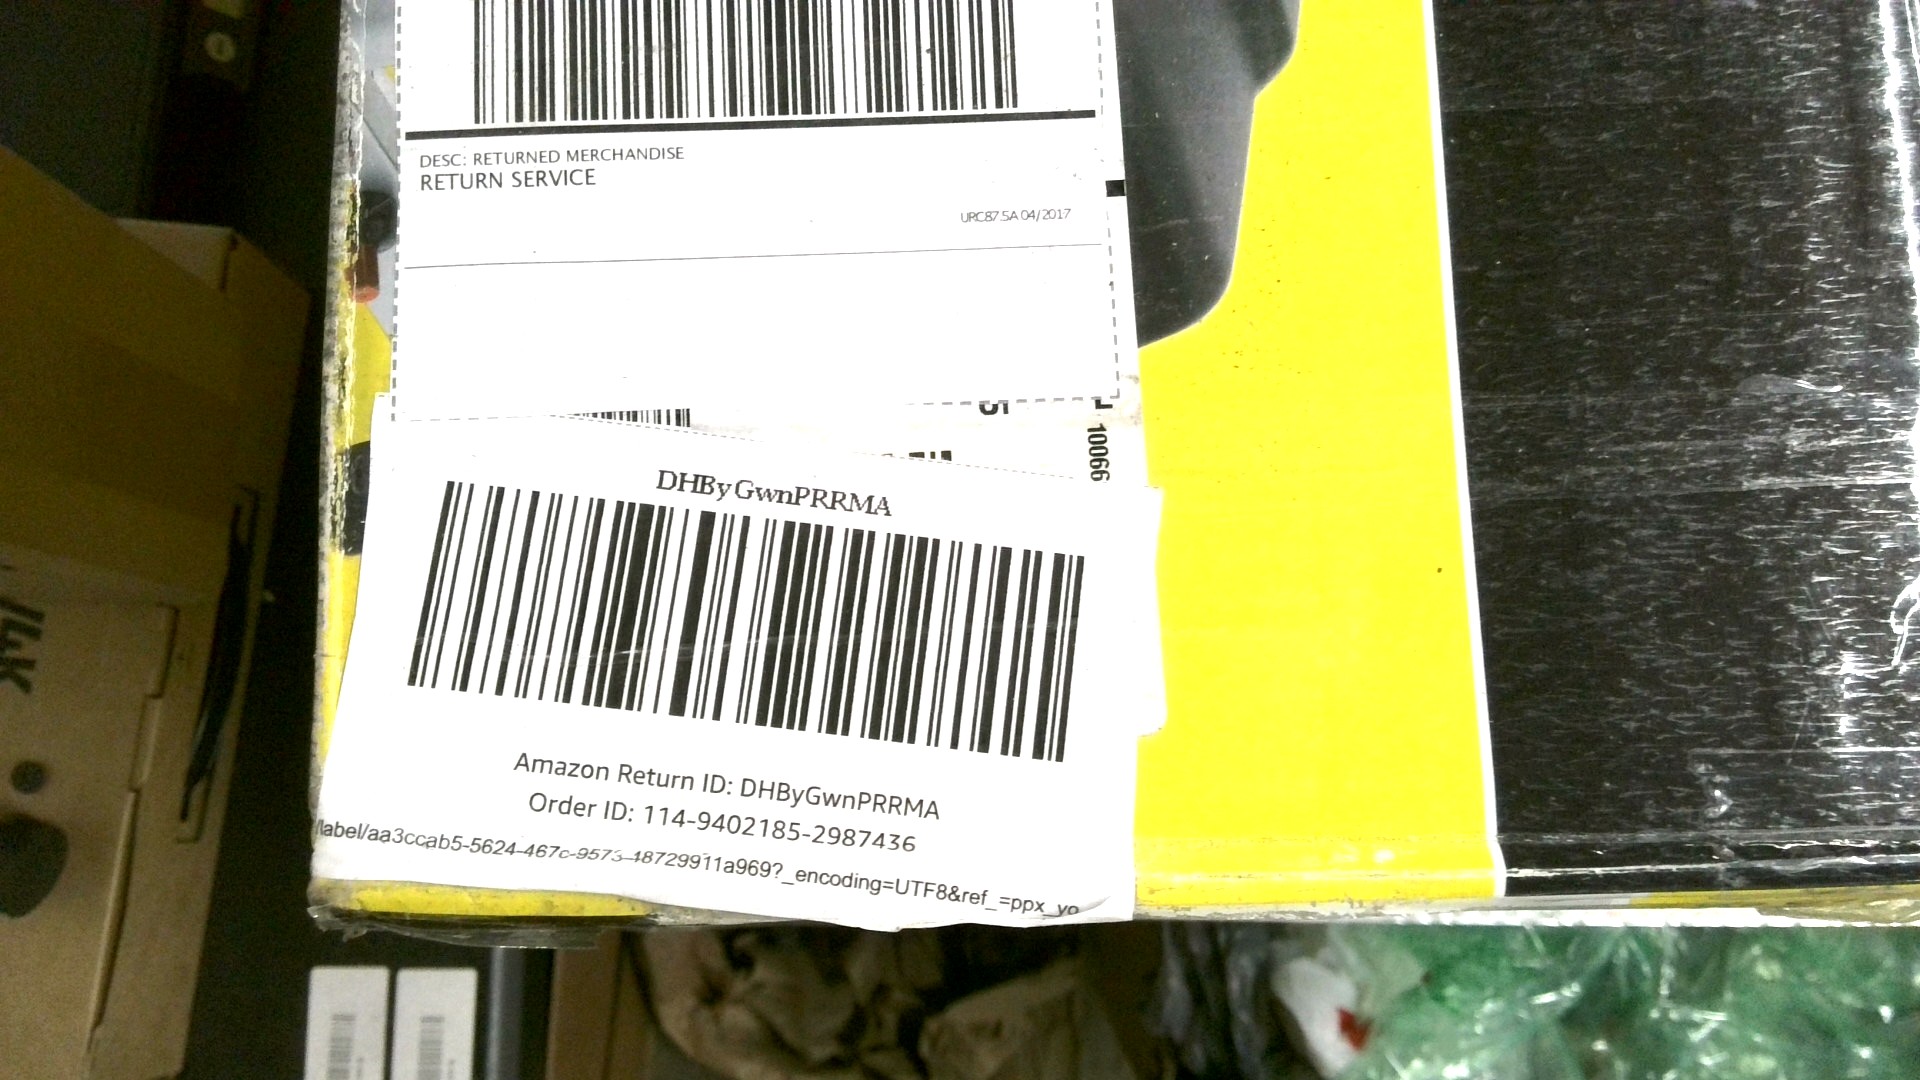 DESC: RETURNED MERCHANDISE
RETURN SERVICE
URC87.5A 04/2017
10066
DHByGwnPRRMA
Amazon Return ID: DHByGwnPRRMA
Order ID: 114-9402185-2987436
/label/aa3ccab5-5624-467c-9573-48729911a969?_encoding=UTF8&ref_=ppx_yo